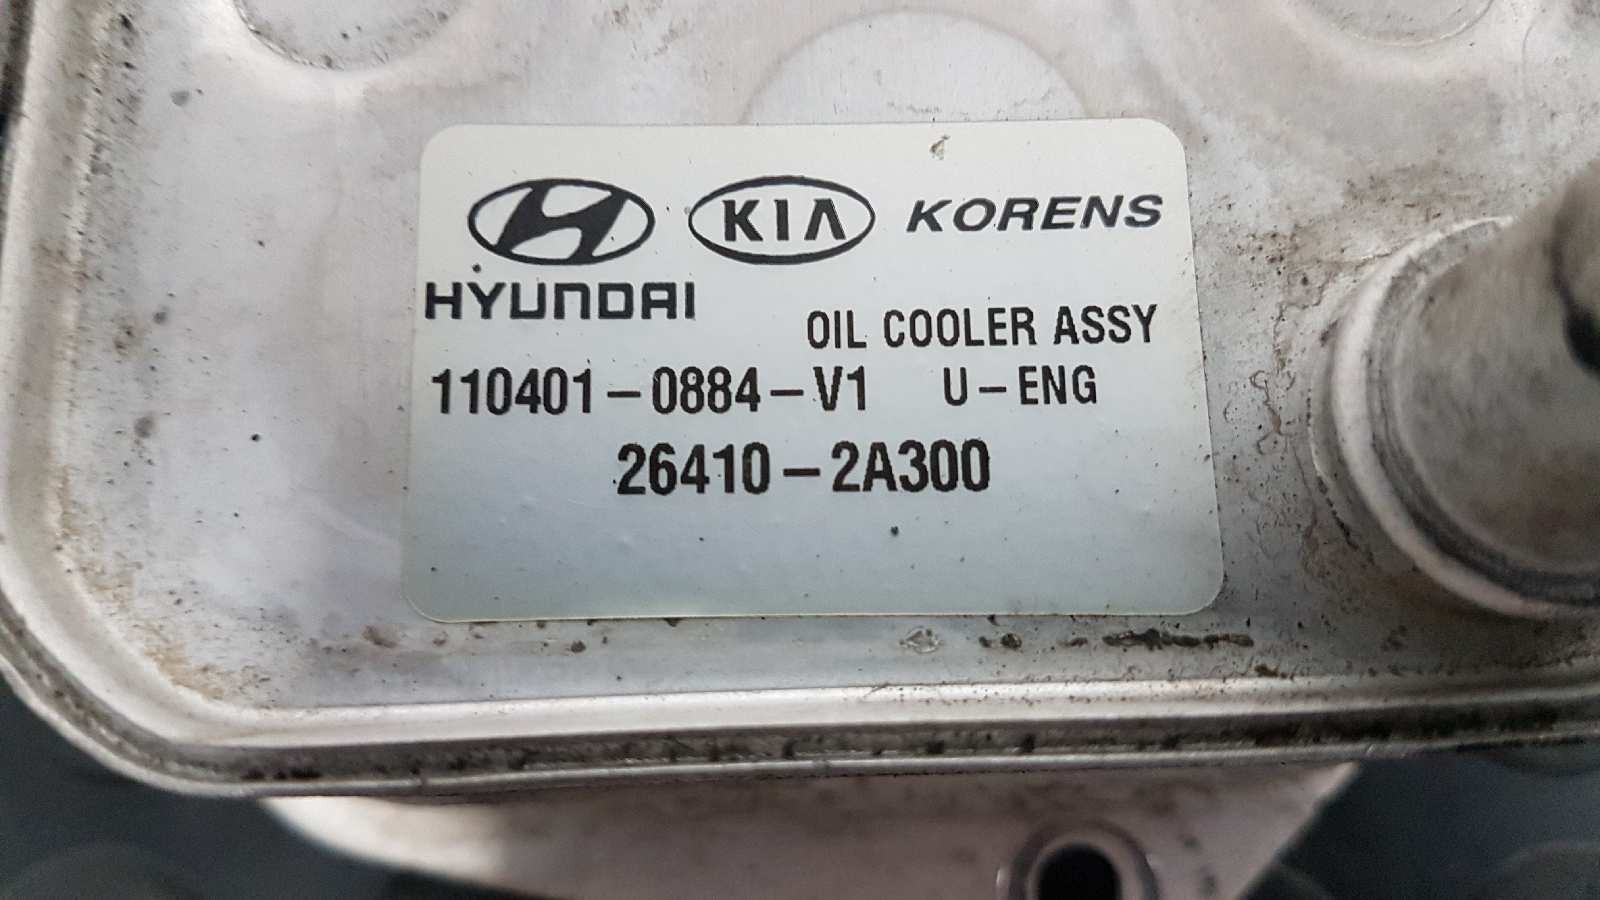 KIA KORENS
HYUNDAI
OIL COOLER ASSY
110401-0884-V1 U-ENG
26410-2A300